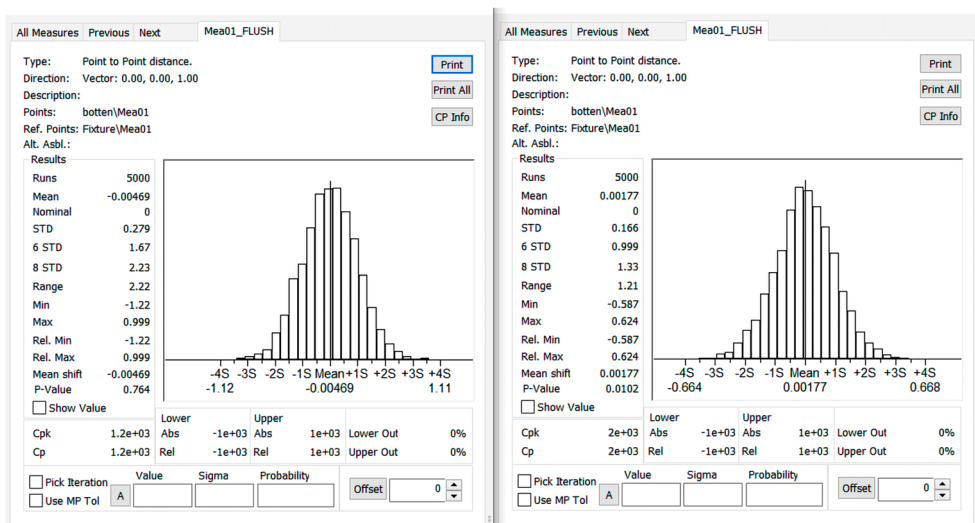 All Measures Previous Next Mea01_FLUSH
Type: Point to Point distance.
Print
Direction: Vector: 0.00, 0.00, 1.00
Description:
Print All
Points: botten\Mea01
CP Info
Ref. Points: Fixture\Mea01
Alt. Asbl.:
Results
Runs 5000
Mean -0.00469
Nominal 0
STD 0.279
6 STD 1.67
8 STD 2.23
Range 2.22
Min -1.22
Max 0.999
Rel. Min -1.22
Rel. Max 0.999
Mean shift -0.00469
P-Value 0.764
-4S -3S -2S -1S Mean +1S +2S +3S +4S
-1.12 -0.00469 1.11
Show Value
Lower Upper
Cpk 1.2e+03 Abs -1e+03 Abs 1e+03 Lower Out 0%
Cp 1.2e+03 Rel -1e+03 Rel 1e+03 Upper Out 0%
Pick Iteration Value Sigma Probability
Use MP Tol A Offset 0
All Measures Previous Next Mea01_FLUSH
Type: Point to Point distance.
Print
Direction: Vector: 0.00, 0.00, 1.00
Description:
Print All
Points: botten\Mea01
CP Info
Ref. Points: Fixture\Mea01
Alt. Asbl.:
Results
Runs 5000
Mean 0.00177
Nominal 0
STD 0.166
6 STD 0.999
8 STD 1.33
Range 1.21
Min -0.587
Max 0.624
Rel. Min -0.587
Rel. Max 0.624
Mean shift 0.00177
P-Value 0.0102
-4S -3S -2S -1S Mean +1S +2S +3S +4S
-0.664 0.00177 0.668
Show Value
Lower Upper
Cpk 2e+03 Abs -1e+03 Abs 1e+03 Lower Out 0%
Cp 2e+03 Rel -1e+03 Rel 1e+03 Upper Out 0%
Pick Iteration Value Sigma Probability
Use MP Tol A Offset 0